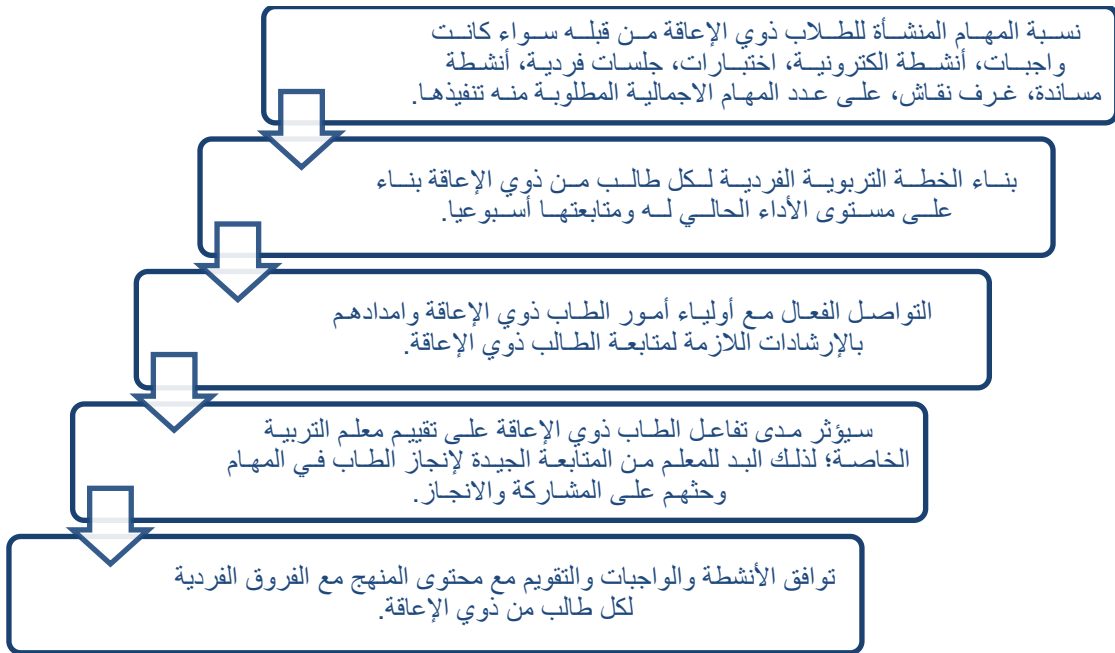 نسبة المهام المنشأة للطلاب ذوي الإعاقة من قبله سواء كانت
واجبات، أنشطة الكترونية، اختبارات، جلسات فردية، أنشطة
مساندة، غرف نقاش، على عدد المهام الاجمالية المطلوبة منه تنفيذها.
بناء الخطة التربوية الفردية لكل طالب من ذوي الإعاقة بناء
على مستوى الأداء الحالي له ومتابعتها أسبوعيا.
التواصل الفعال مع أولياء أمور الطاب ذوي الإعاقة وامدادهم
بالإرشادات اللازمة لمتابعة الطالب ذوي الإعاقة.
سيؤثر مدى تفاعل الطاب ذوي الإعاقة على تقييم معلم التربية
الخاصة؛ لذلك البد للمعلم من المتابعة الجيدة لإنجاز الطاب في المهام
وحثهم على المشاركة والانجاز.
توافق الأنشطة والواجبات والتقويم مع محتوى المنهج مع الفروق الفردية
لكل طالب من ذوي الإعاقة.